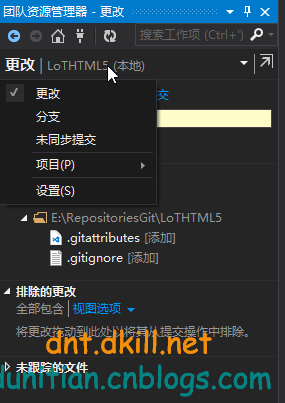 团队资源管理器 - 更改
搜索工作项 (Ctrl+')
更改 | LoTHTML5 (本地)
更改
交
分支
未同步提交
项目(P)
设置(S)
E:\RepositoriesGit\LoTHTML5
.gitattributes [添加]
.gitignore [添加]
排除的更改
全部包含 | 视图选项
将更改拖动到此处以将其从提交操作中排除。
dnt.dkill.net
未跟踪的文件
dunitian.cnblogs.com